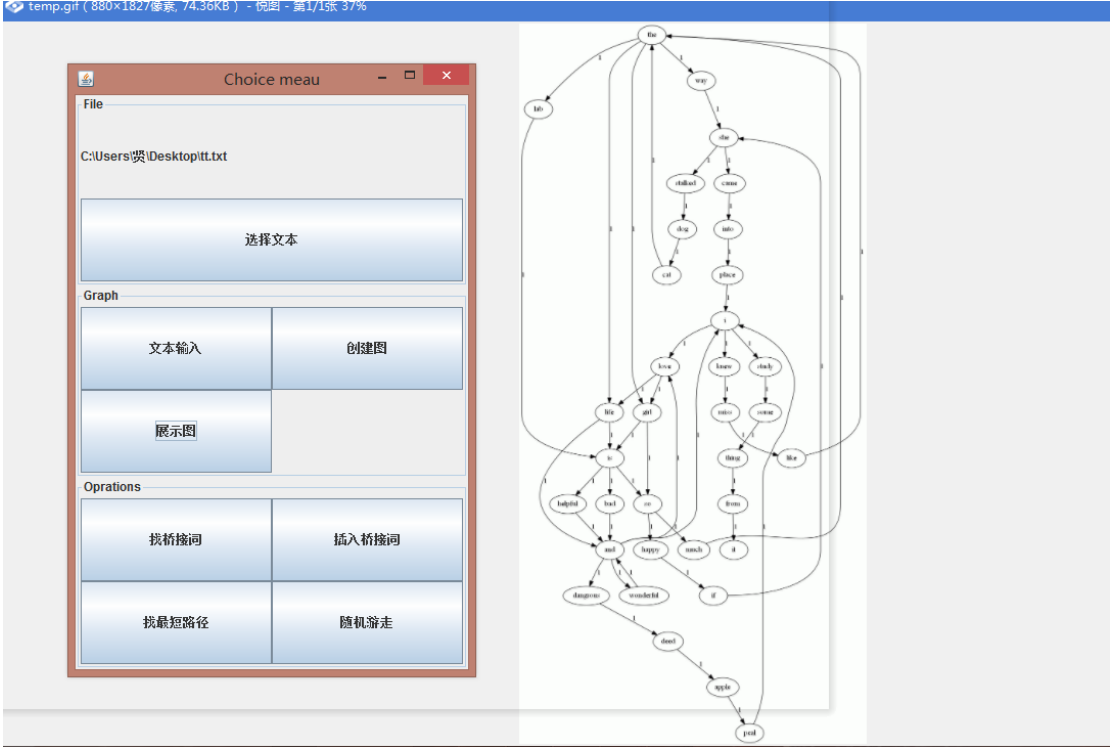 temp.gif ( 880×1827像素, 74.36KB ) - 悦图 - 第1/1张 37%
Choice meau
File
C:\Users\贤\Desktop\tt.txt
选择文本
Graph
文本输入
创建图
展示图
Oprations
找桥接词
插入桥接词
找最短路径
随机游走
the
way
lab
she
stalked
came
dog
into
cat
place
i
love
know
study
life
girl
miss
some
is
thing
like
helpful
bad
so
from
and
happy
much
it
dangrous
wonderful
if
dead
apple